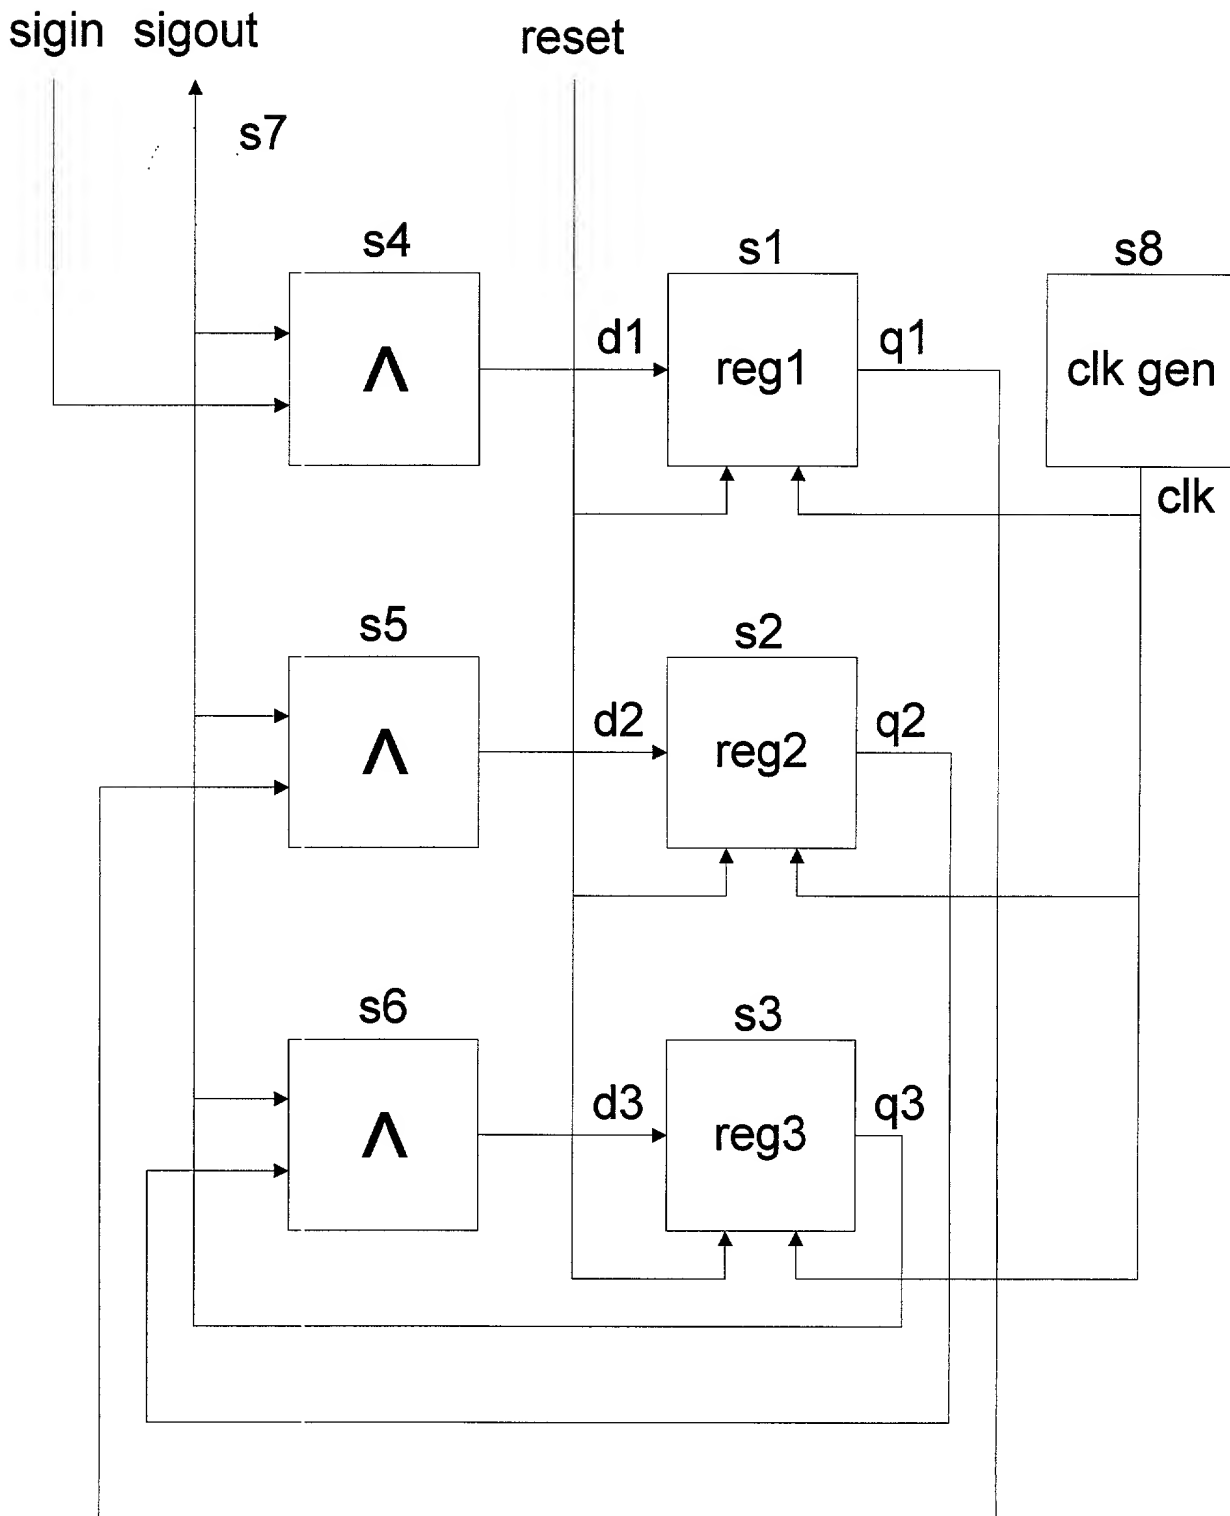 sigin sigout reset
s7
s4 s1 s8
∧ d1 reg1 q1 clk gen
clk
s5 s2
∧ d2 reg2 q2
s6 s3
∧ d3 reg3 q3